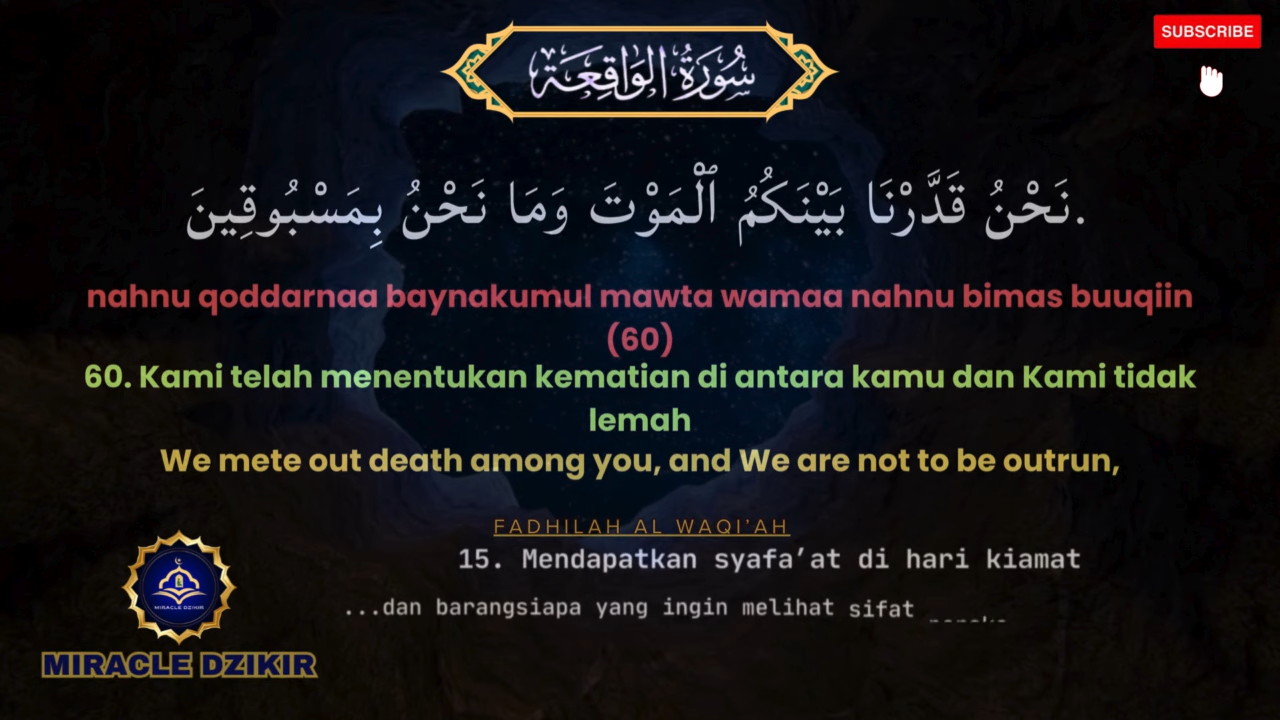 SUBSCRIBE
سُورَةُ الوَاقِعَة
نَحْنُ قَدَّرْنَا بَيْنَكُمُ ٱلْمَوْتَ وَمَا نَحْنُ بِمَسْبُوقِينَ.
nahnu qoddarnaa baynakumul mawta wamaa nahnu bimas buuqiin
(60)
60. Kami telah menentukan kematian di antara kamu dan Kami tidak
lemah
We mete out death among you, and We are not to be outrun,
FADHILAH AL WAQI’AH
15. Mendapatkan syafa’at di hari kiamat
...dan barangsiapa yang ingin melihat sifat
MIRACLE DZIKIR
MIRACLE DZIKIR